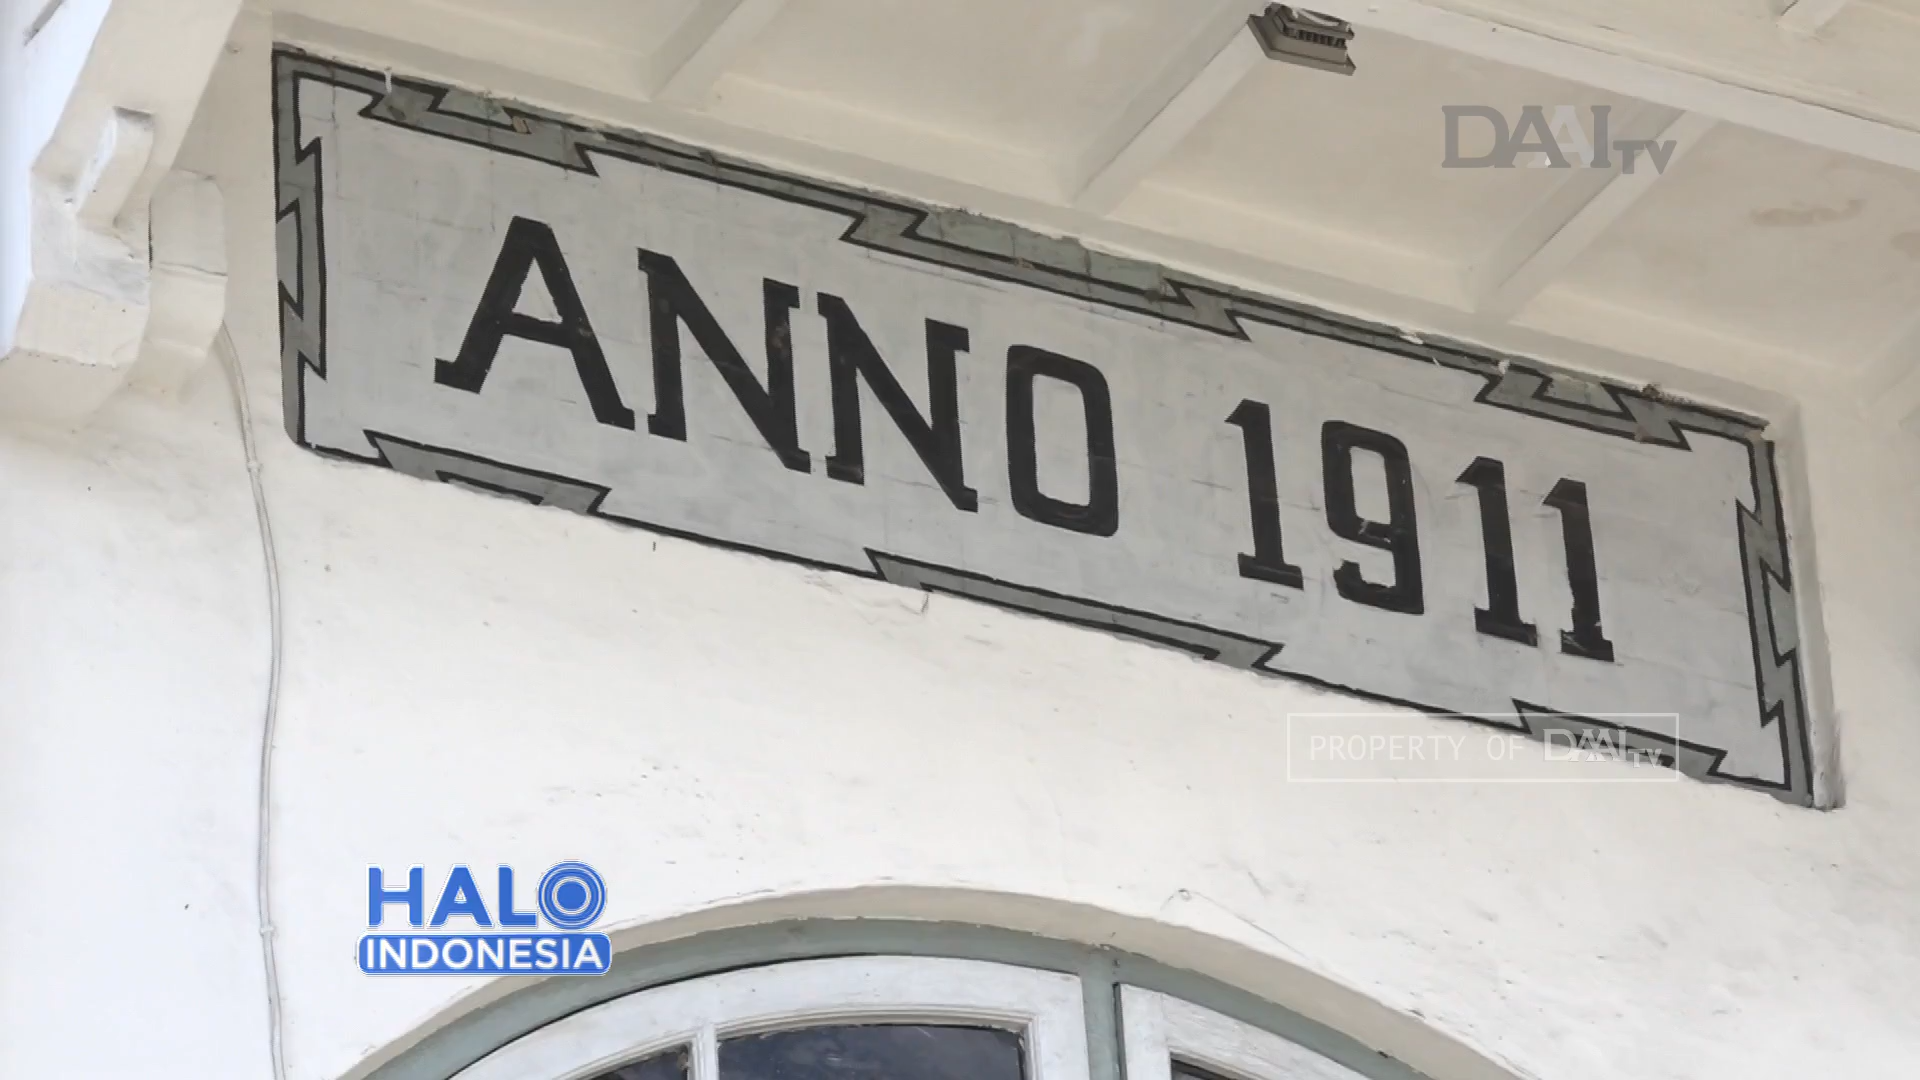 DAAI TV
ANNO 1911
PROPERTY OF DAAI TV
HALO
INDONESIA